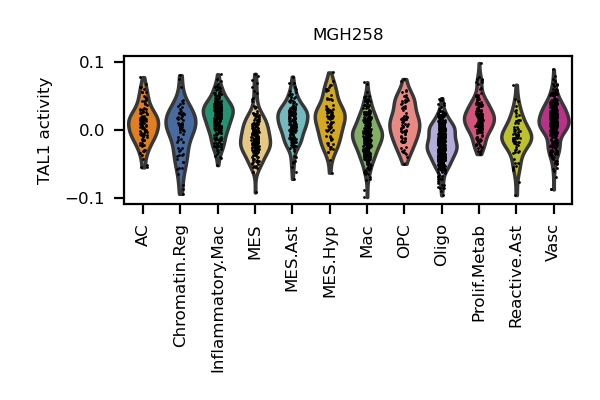 MGH258
TAL1 activity
0.1
0.0
−0.1
AC
Chromatin.Reg
Inflammatory.Mac
MES
MES.Ast
MES.Hyp
Mac
OPC
Oligo
Prolif.Metab
Reactive.Ast
Vasc